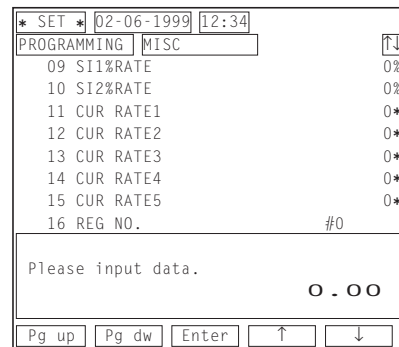 * SET * 02-06-1999 12:34
PROGRAMMING MISC ↑↓
09 SI1%RATE 0%
10 SI2%RATE 0%
11 CUR RATE1 0*
12 CUR RATE2 0*
13 CUR RATE3 0*
14 CUR RATE4 0*
15 CUR RATE5 0*
16 REG NO. #0
Please input data.
0.00
Pg up Pg dw Enter ↑ ↓